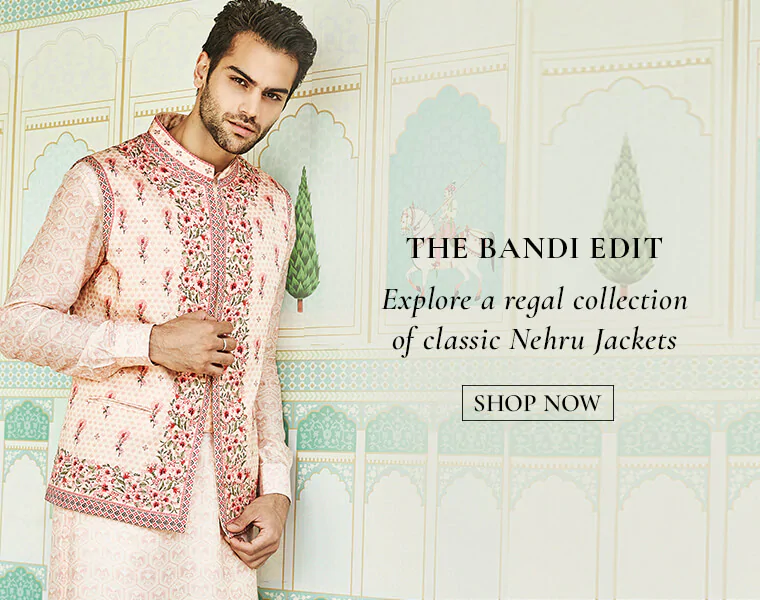 THE BANDI EDIT
Explore a regal collection
of classic Nehru Jackets
SHOP NOW